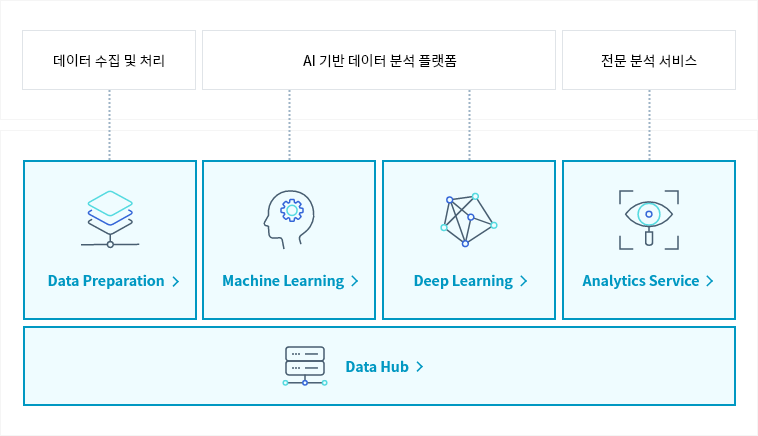 데이터 수집 및 처리
AI 기반 데이터 분석 플랫폼
전문 분석 서비스
Data Preparation
Machine Learning
Deep Learning
Analytics Service
Data Hub